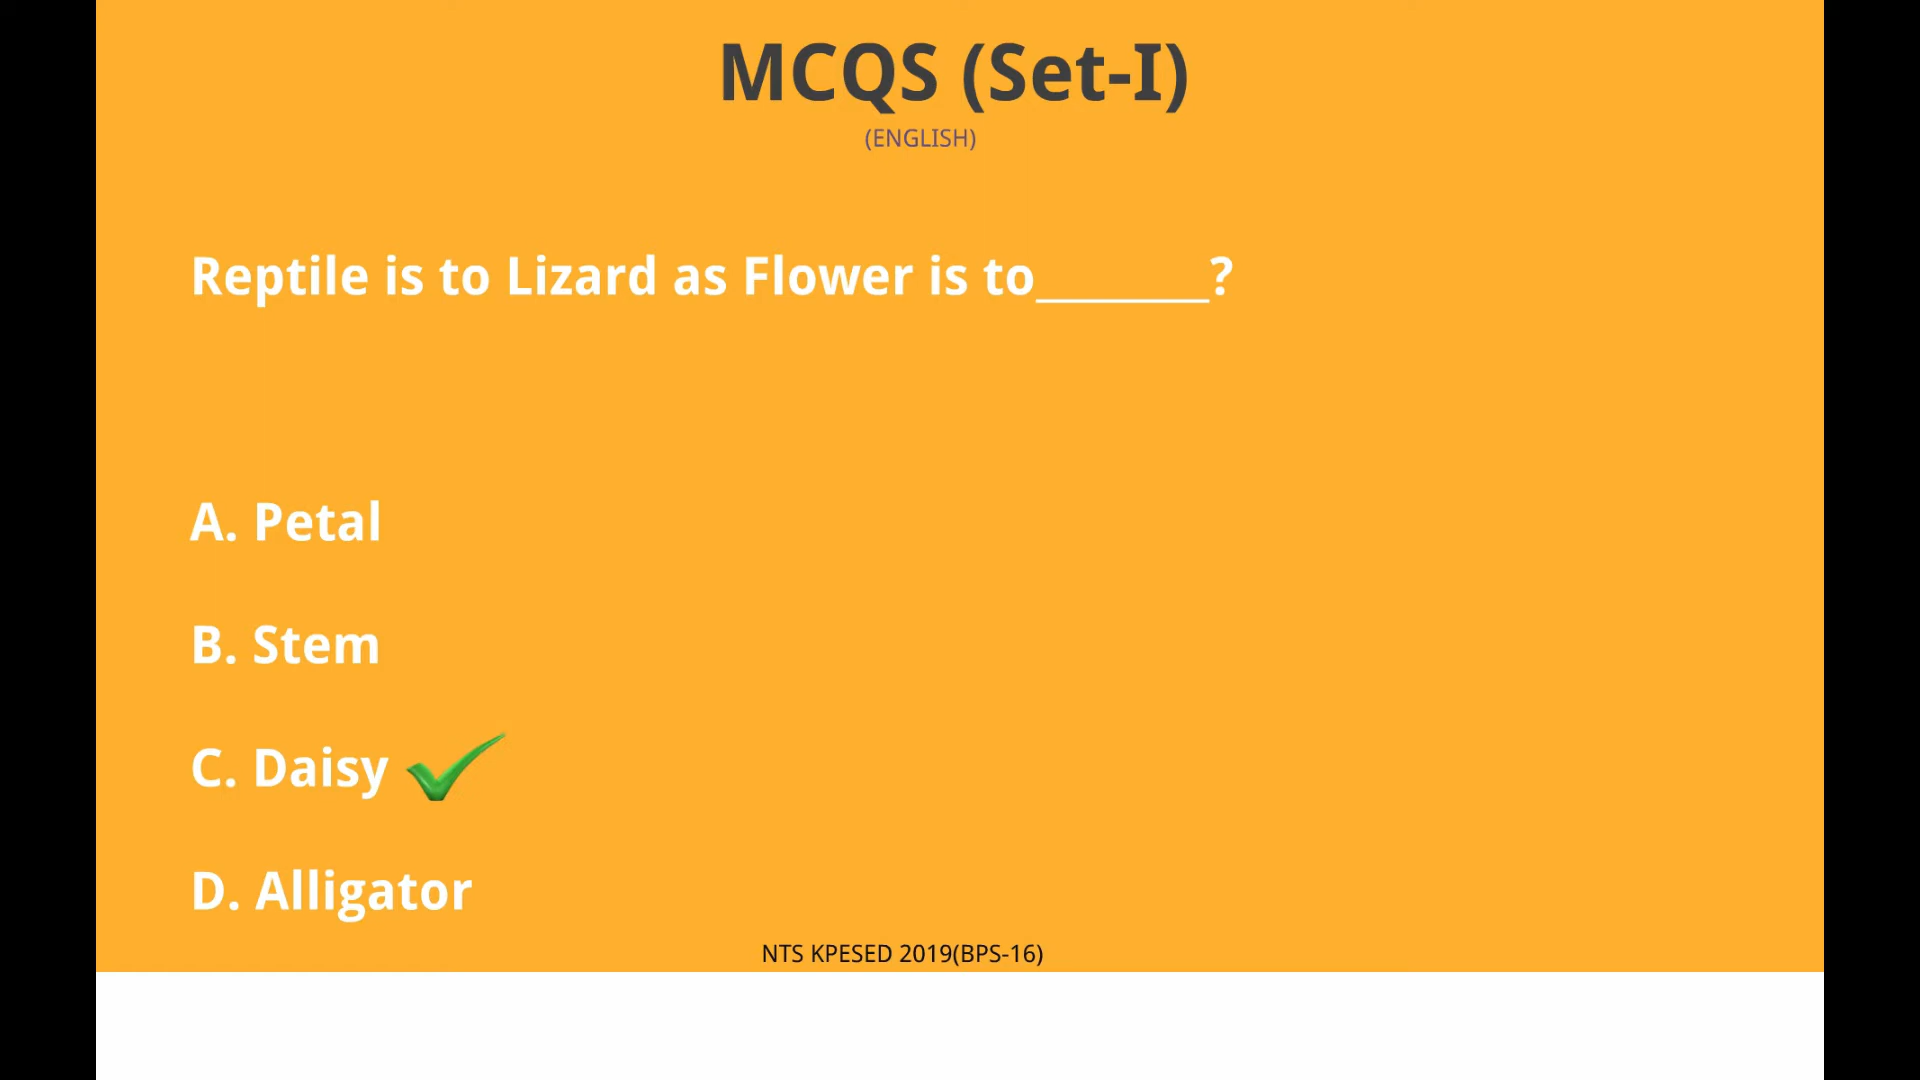 MCQS (Set-I)
(ENGLISH)
Reptile is to Lizard as Flower is to_______?
A. Petal
B. Stem
C. Daisy
D. Alligator
NTS KPESED 2019(BPS-16)